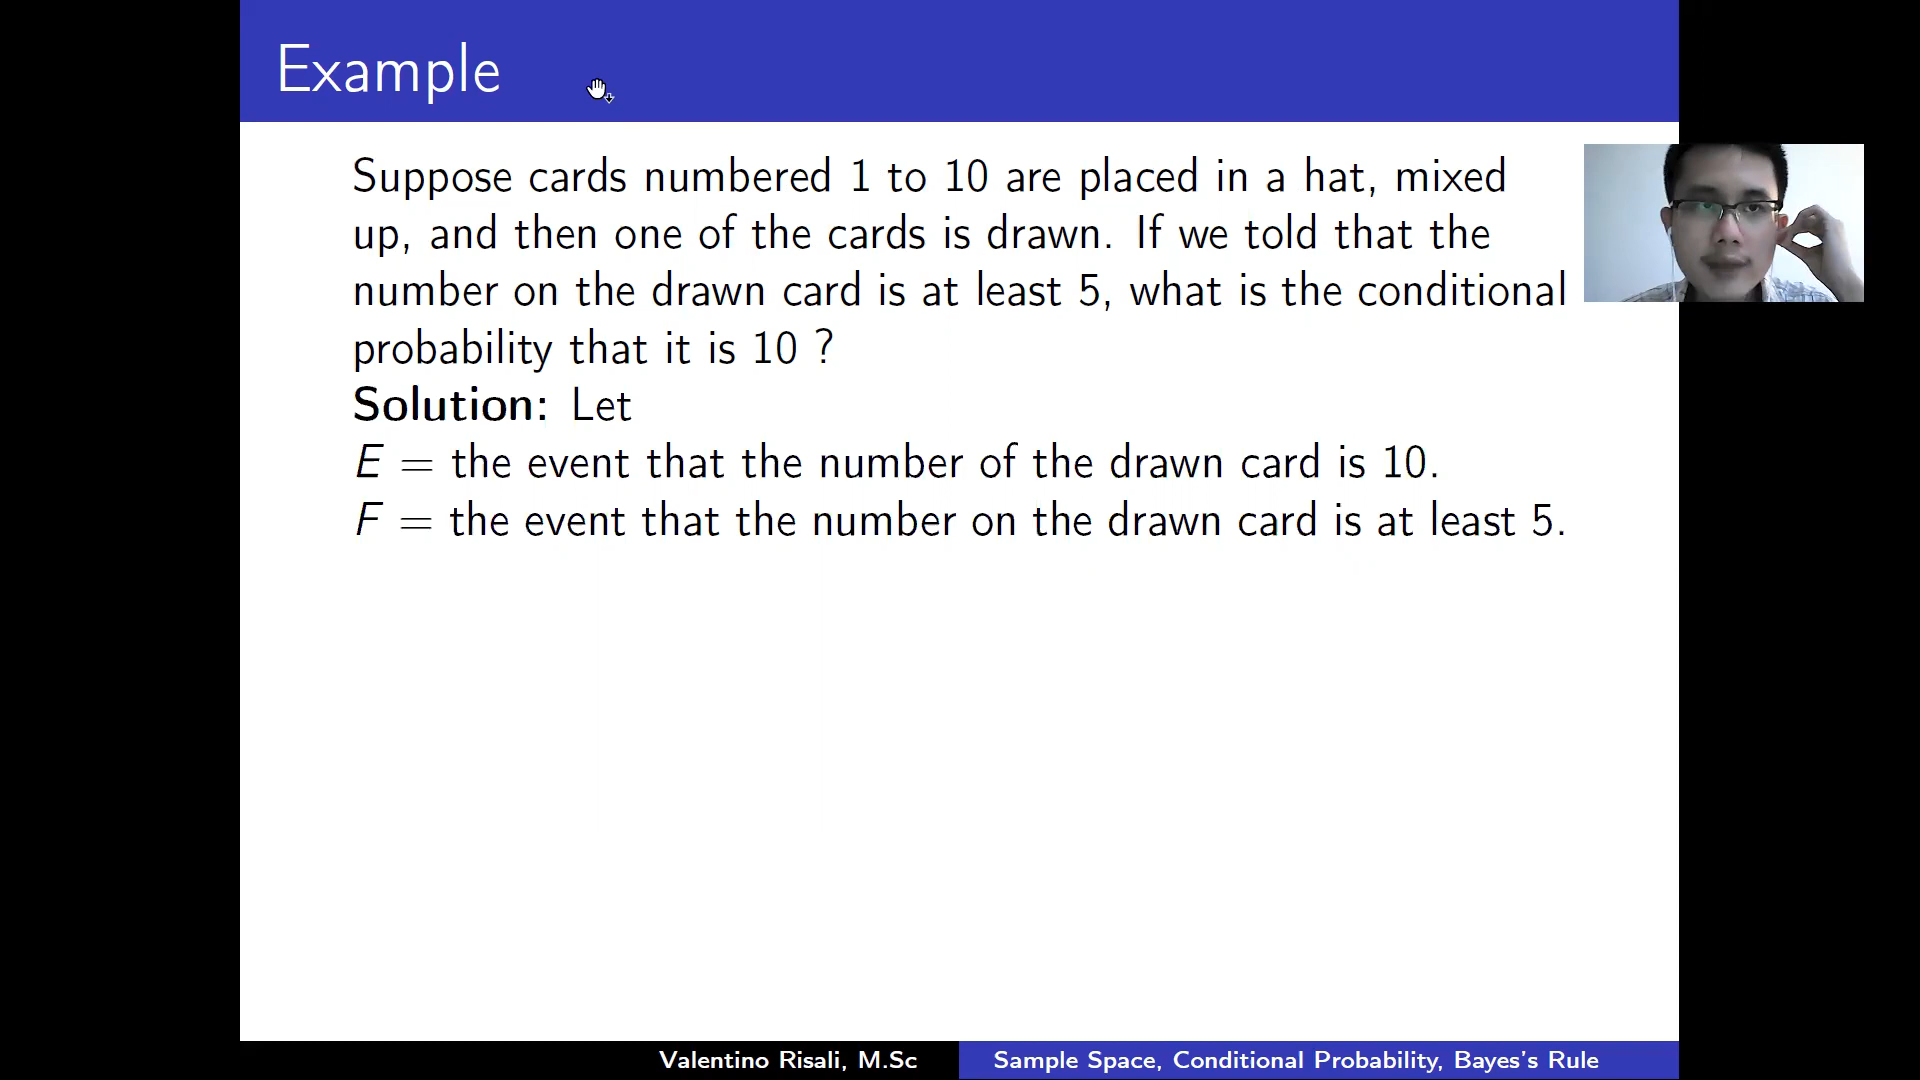 Example
Suppose cards numbered 1 to 10 are placed in a hat, mixed
up, and then one of the cards is drawn. If we told that the
number on the drawn card is at least 5, what is the conditional
probability that it is 10 ?
Solution: Let
E = the event that the number of the drawn card is 10.
F = the event that the number on the drawn card is at least 5.
Valentino Risali, M.Sc
Sample Space, Conditional Probability, Bayes's Rule